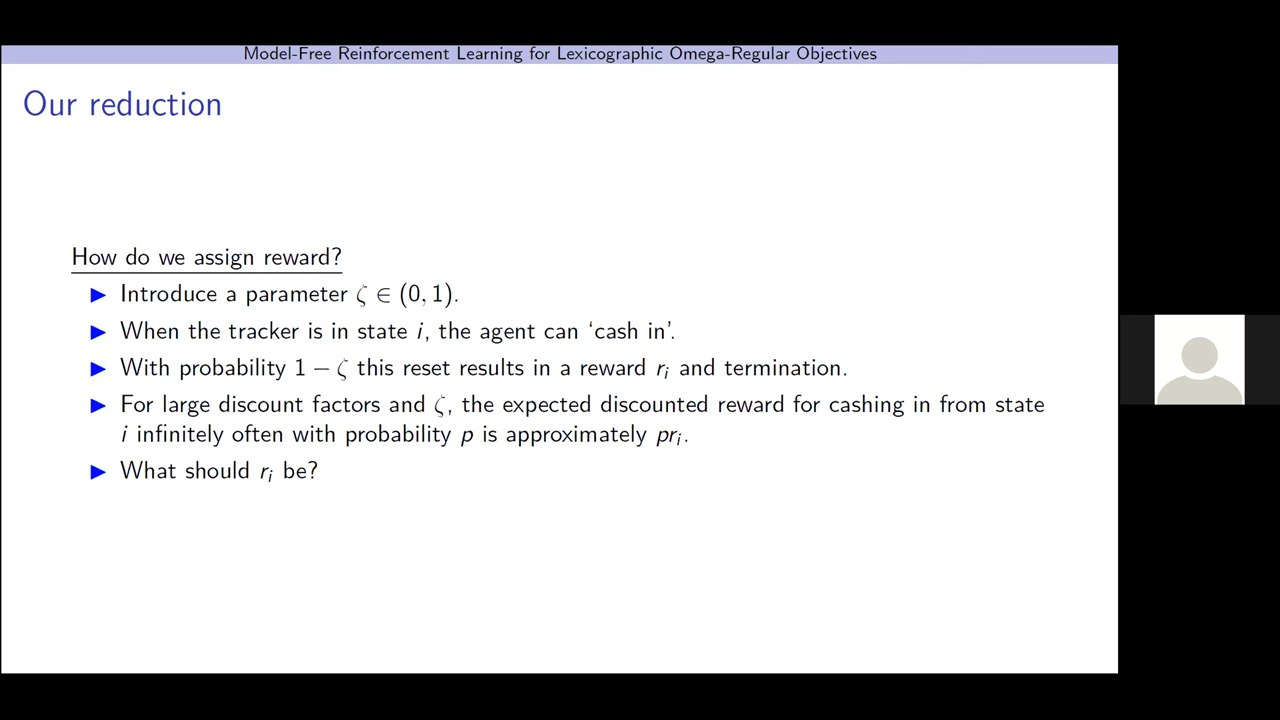 Model-Free Reinforcement Learning for Lexicographic Omega-Regular Objectives
Our reduction
How do we assign reward?
▶ Introduce a parameter ζ ∈ (0, 1).
▶ When the tracker is in state i, the agent can ‘cash in’.
▶ With probability 1 − ζ this reset results in a reward rᵢ and termination.
▶ For large discount factors and ζ, the expected discounted reward for cashing in from state
i infinitely often with probability p is approximately prᵢ.
▶ What should rᵢ be?